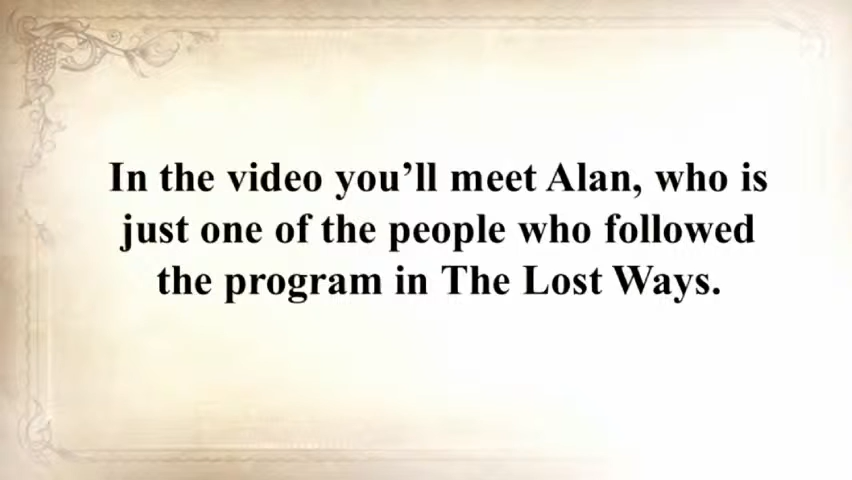 In the video you’ll meet Alan, who is
just one of the people who followed
the program in The Lost Ways.